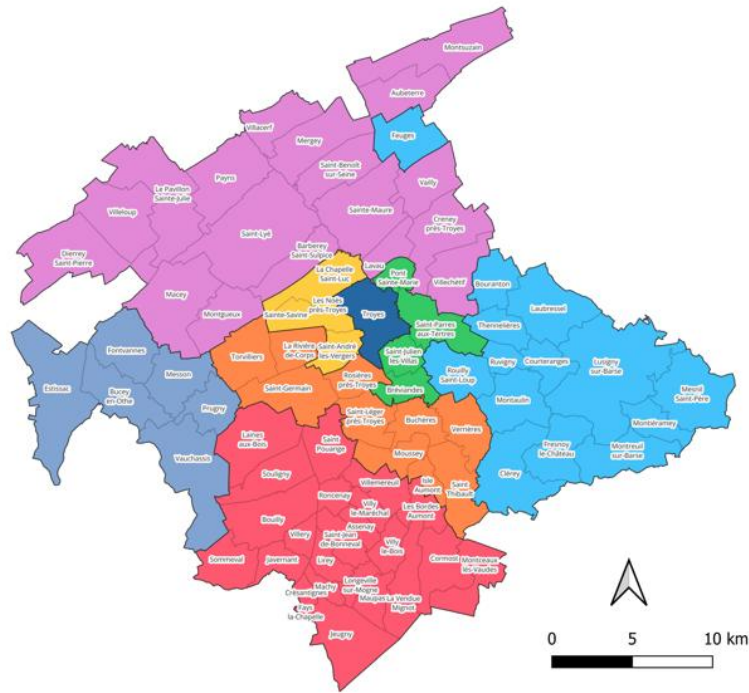 Montsuzain
Aubeterre
Feuges
Villacerf
Mergey
Saint-Benoît
sur-Seine
Payns
Vailly
Le Pavillon
Sainte-Julie
Villeloup
Sainte-Maure
Creney
près-Troyes
Saint-Lyé
Dierrey
Saint-Pierre
Barberey
Saint-Sulpice
Lavau
La Chapelle
Saint-Luc
Pont
Sainte-Marie
Villechétif
Bouranton
Macey
Montgueux
Les Noës
près-Troyes
Sainte-Savine
Troyes
Laubressel
Thennelières
Saint-Parres
aux-Tertres
Fontvannes
Torvilliers
La Rivière
de-Corps
Saint-André
les-Vergers
Saint-Julien
les-Villas
Rouilly
Saint-Loup
Ruvigny
Courteranges
Lusigny
sur-Barse
Messon
Estissac
Bucey
en-Othe
Saint-Germain
Rosières
près-Troyes
Bréviandes
Mesnil
Saint-Père
Prugny
Montaulin
Saint-Léger
près-Troyes
Buchères
Verrières
Montiéramey
Laines
aux-Bois
Saint
Pouange
Fresnoy
le-Château
Montreuil
sur-Barse
Vauchassis
Moussey
Clérey
Souligny
Villemereuil
Isle
Aumont
Saint
Thibault
Roncenay
Villy
le-Maréchal
Les Bordes
Aumont
Bouilly
Assenay
Villery
Saint-Jean
de-Bonneval
Villy
le-Bois
Sommeval
Javernant
Lirey
Cormost
Montceaux
les-Vaudes
Machy
Longeville
sur-Mogne
Crésantignes
Maupas
La Vendue
Mignot
Fays
la-Chapelle
Jeugny
0 5 10 km